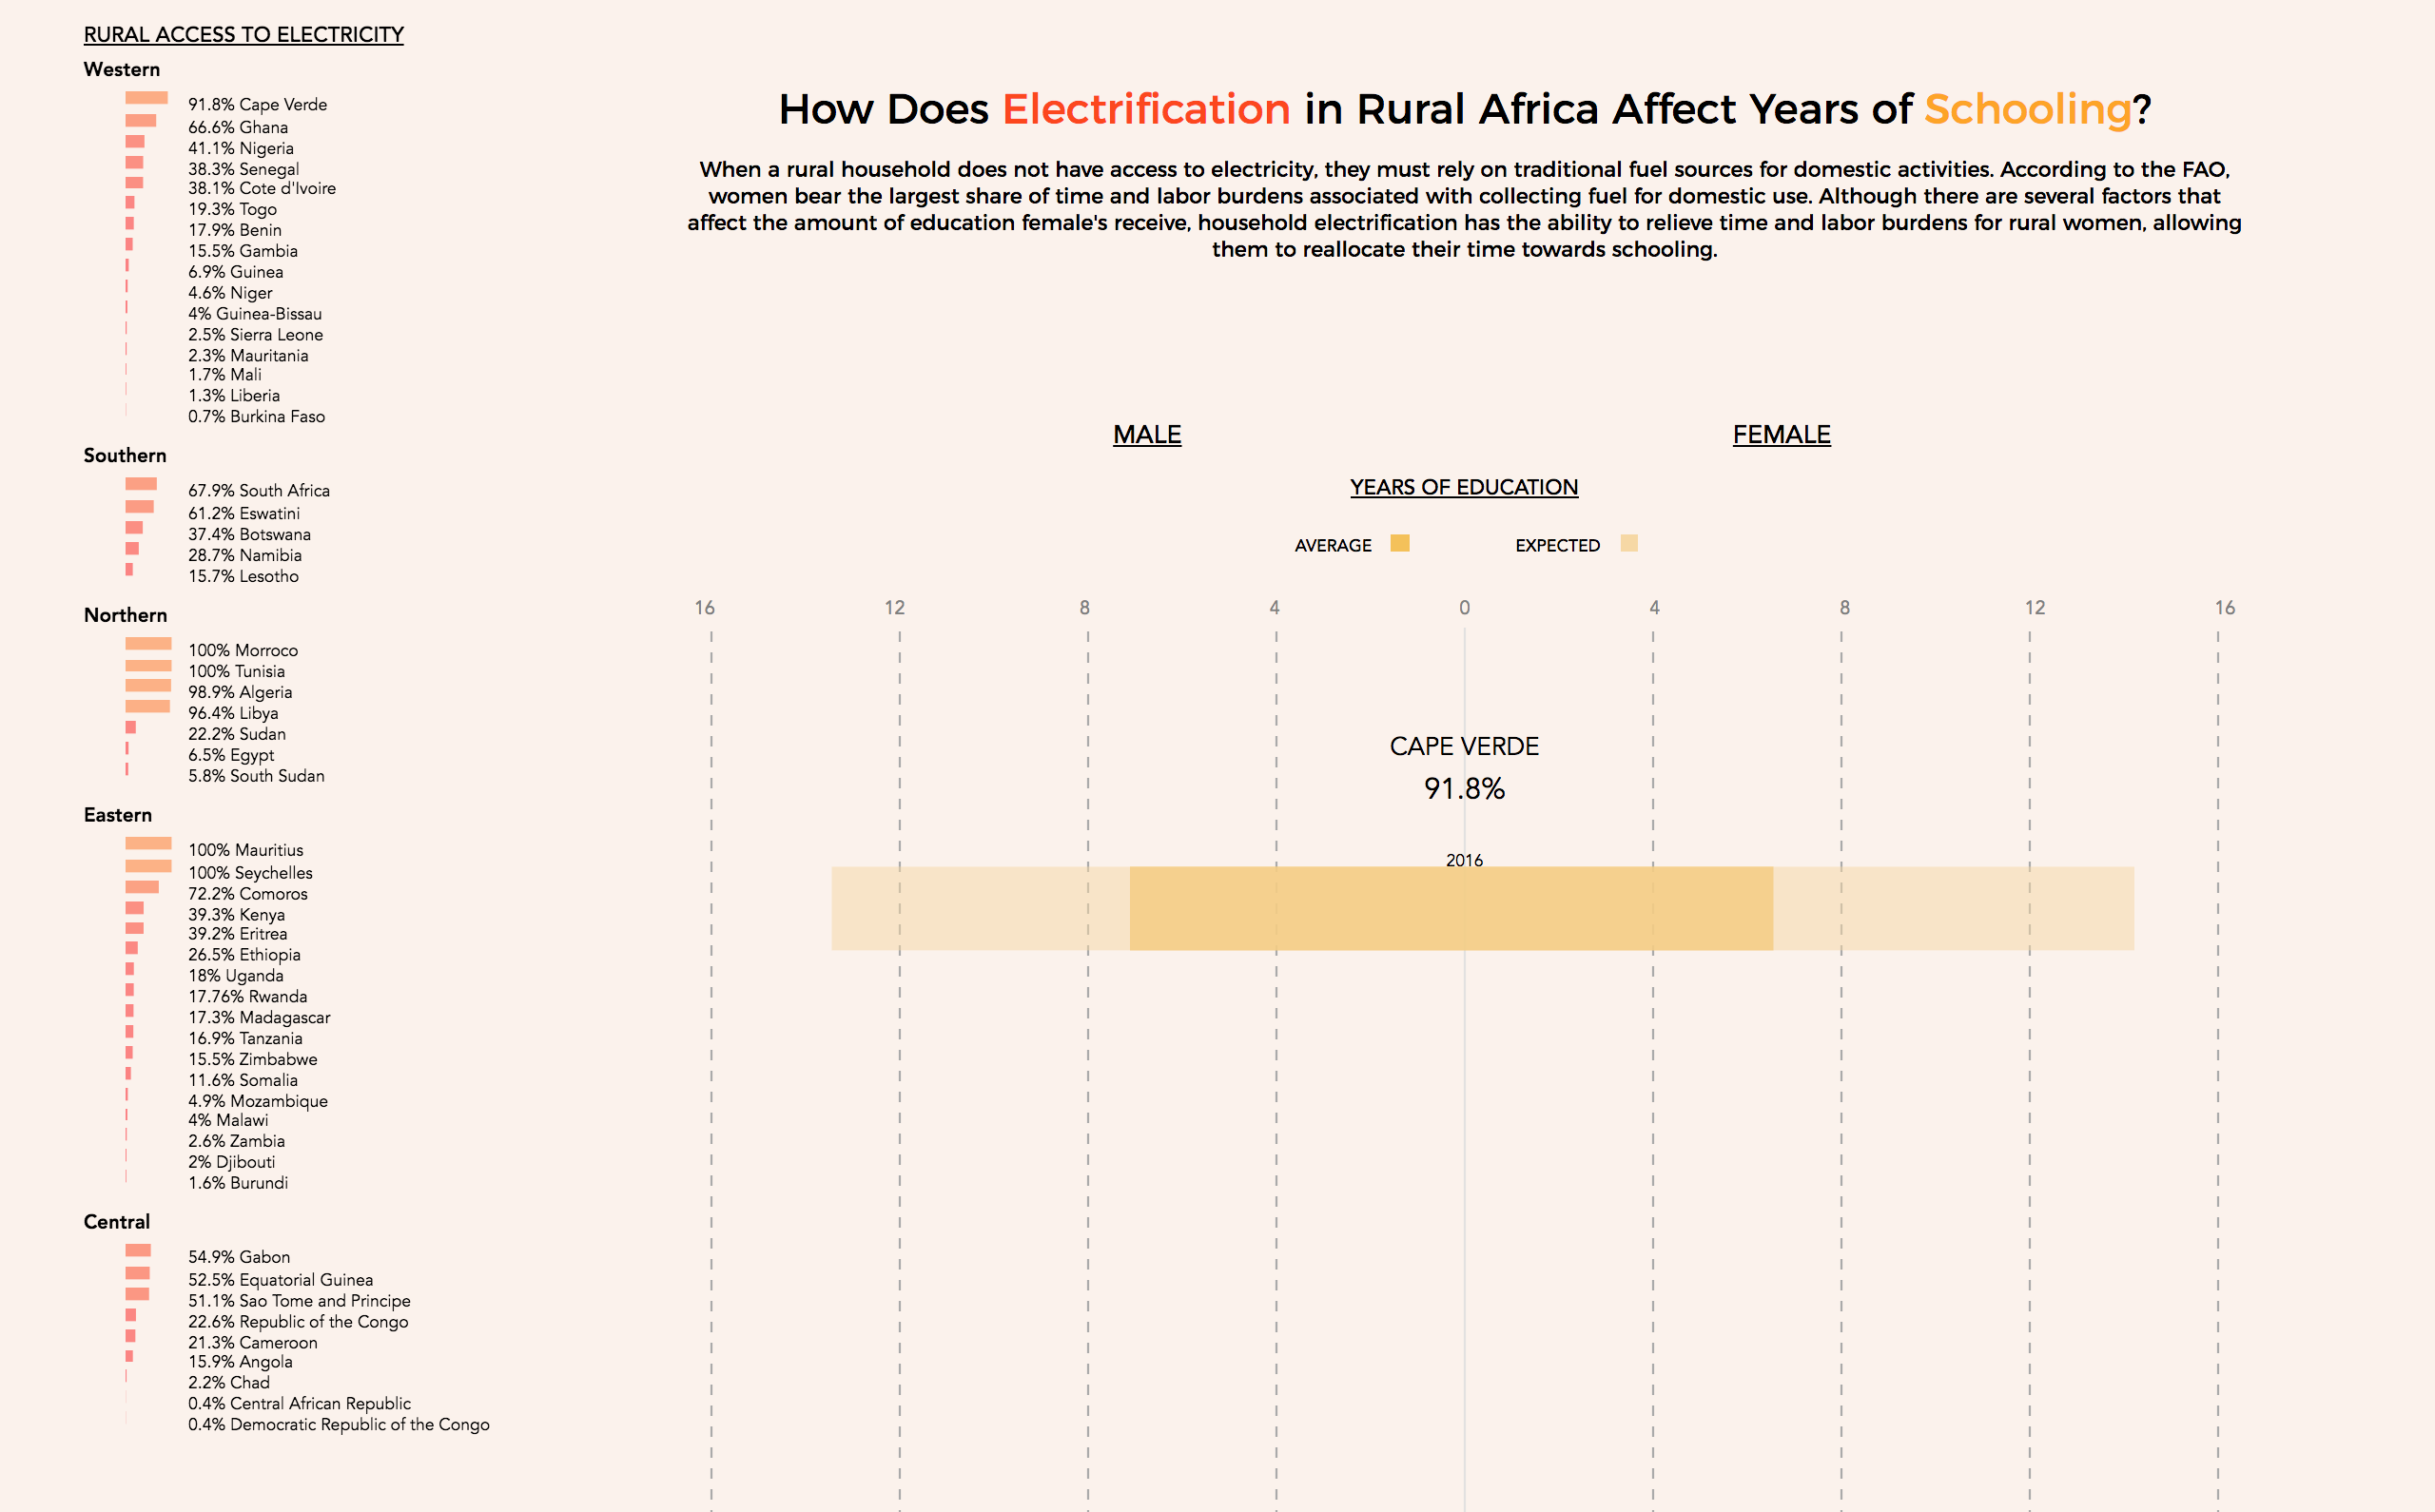 RURAL ACCESS TO ELECTRICITY
Western
91.8% Cape Verde
66.6% Ghana
41.1% Nigeria
38.3% Senegal
38.1% Cote d'Ivoire
19.3% Togo
17.9% Benin
15.5% Gambia
6.9% Guinea
4.6% Niger
4% Guinea-Bissau
2.5% Sierra Leone
2.3% Mauritania
1.7% Mali
1.3% Liberia
0.7% Burkina Faso
Southern
67.9% South Africa
61.2% Eswatini
37.4% Botswana
28.7% Namibia
15.7% Lesotho
Northern
100% Morroco
100% Tunisia
98.9% Algeria
96.4% Libya
22.2% Sudan
6.5% Egypt
5.8% South Sudan
Eastern
100% Mauritius
100% Seychelles
72.2% Comoros
39.3% Kenya
39.2% Eritrea
26.5% Ethiopia
18% Uganda
17.76% Rwanda
17.3% Madagascar
16.9% Tanzania
15.5% Zimbabwe
11.6% Somalia
4.9% Mozambique
4% Malawi
2.6% Zambia
2% Djibouti
1.6% Burundi
Central
54.9% Gabon
52.5% Equatorial Guinea
51.1% Sao Tome and Principe
22.6% Republic of the Congo
21.3% Cameroon
15.9% Angola
2.2% Chad
0.4% Central African Republic
0.4% Democratic Republic of the Congo
How Does Electrification in Rural Africa Affect Years of Schooling?
When a rural household does not have access to electricity, they must rely on traditional fuel sources for domestic activities. According to the FAO,
women bear the largest share of time and labor burdens associated with collecting fuel for domestic use. Although there are several factors that
affect the amount of education female's receive, household electrification has the ability to relieve time and labor burdens for rural women, allowing
them to reallocate their time towards schooling.
MALE FEMALE
YEARS OF EDUCATION
AVERAGE EXPECTED
16 12 8 4 0 4 8 12 16
CAPE VERDE
91.8%
2016